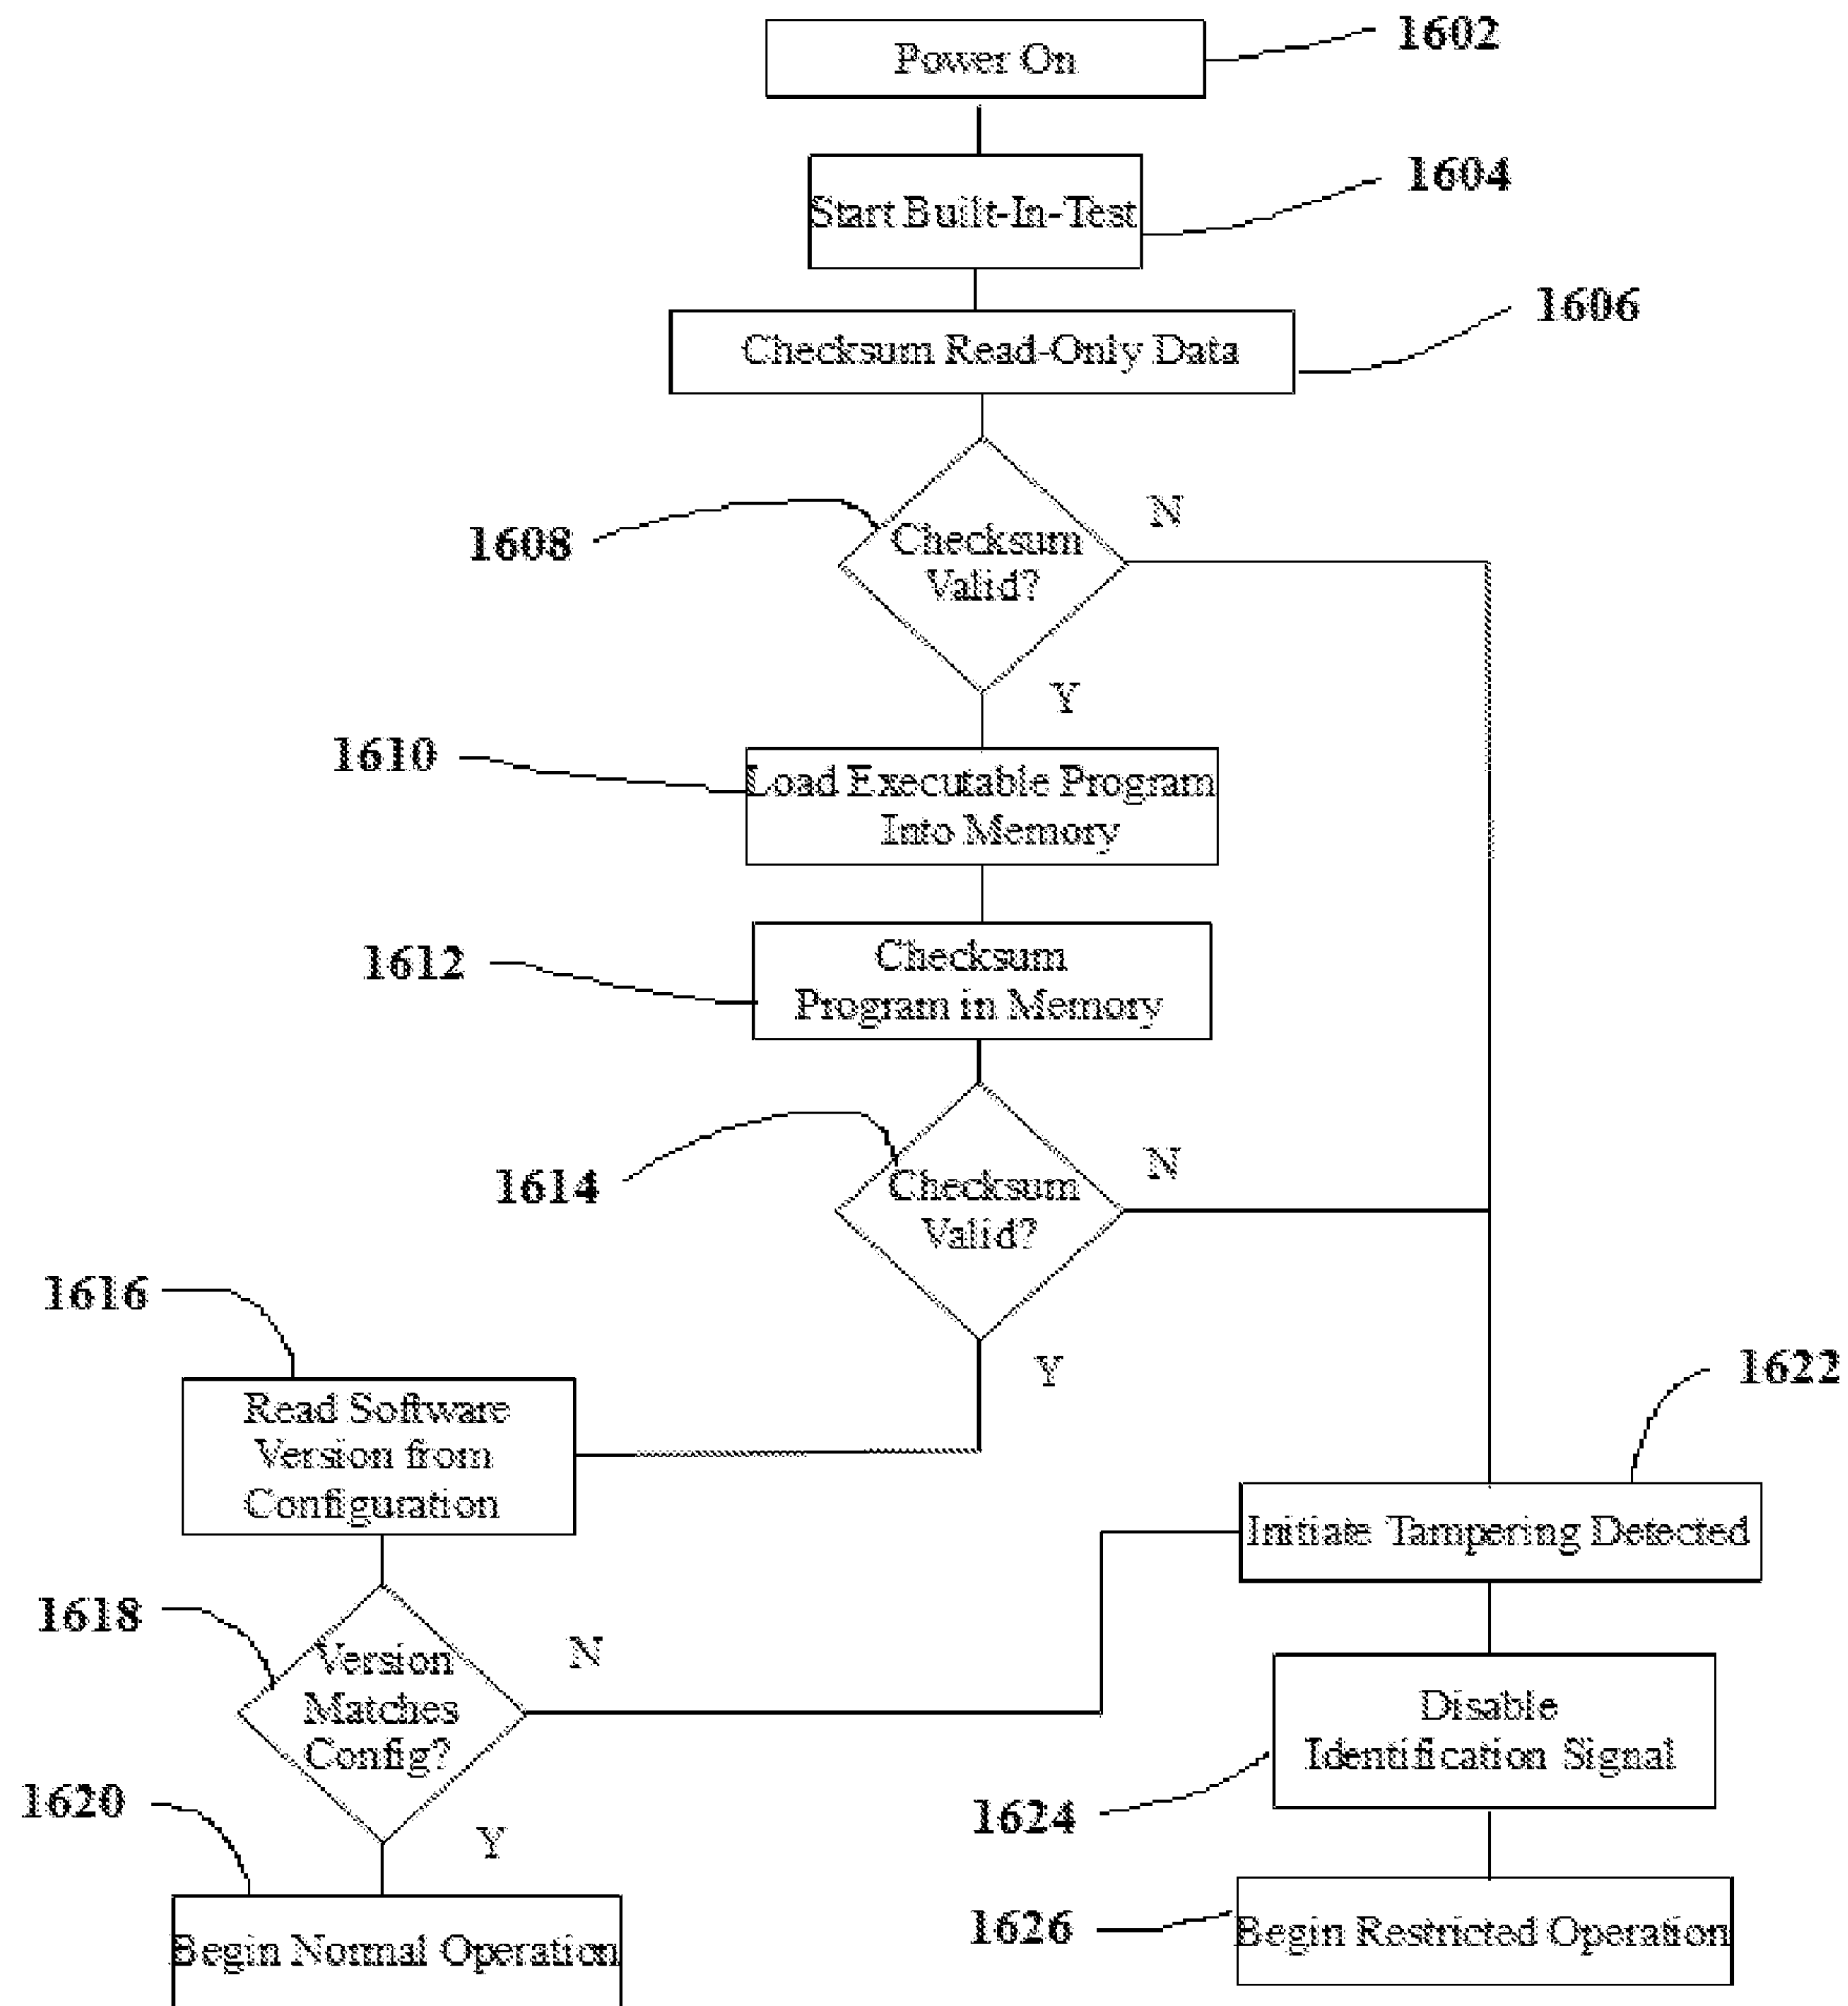 1602
Power On
1604
Start Built-In-Test
1606
Checksum Read-Only Data
N
1608
Checksum
Valid?
Y
1610
Load Executable Program
Into Memory
1612
Checksum
Program in Memory
N
1614
Checksum
Valid?
1616
Y
1622
Read Software
Version from
Configuration
Initiate Tampering Detected
1618
N
Version
Matches
Config?
Disable
Identification Signal
1620
1624
Y
1626
Begin Restricted Operation
Begin Normal Operation